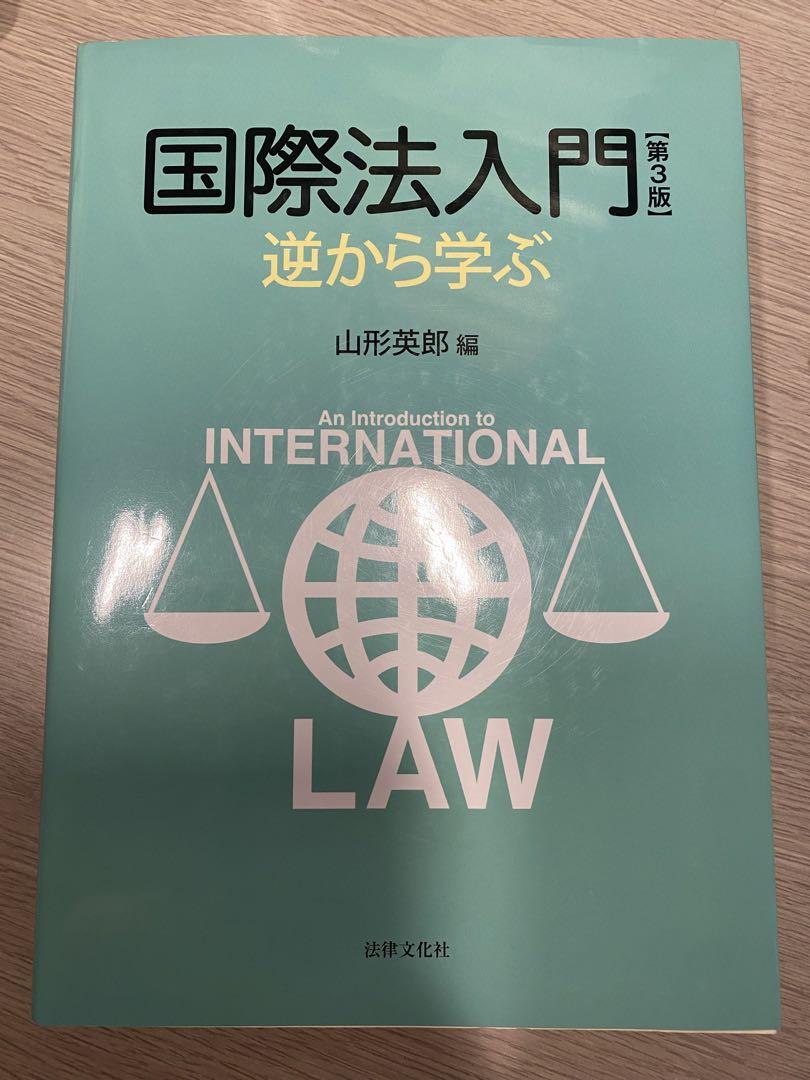 国際法入門【第3版】
逆から学ぶ
山形英郎 編
An Introduction to
INTERNATIONAL
LAW
法律文化社